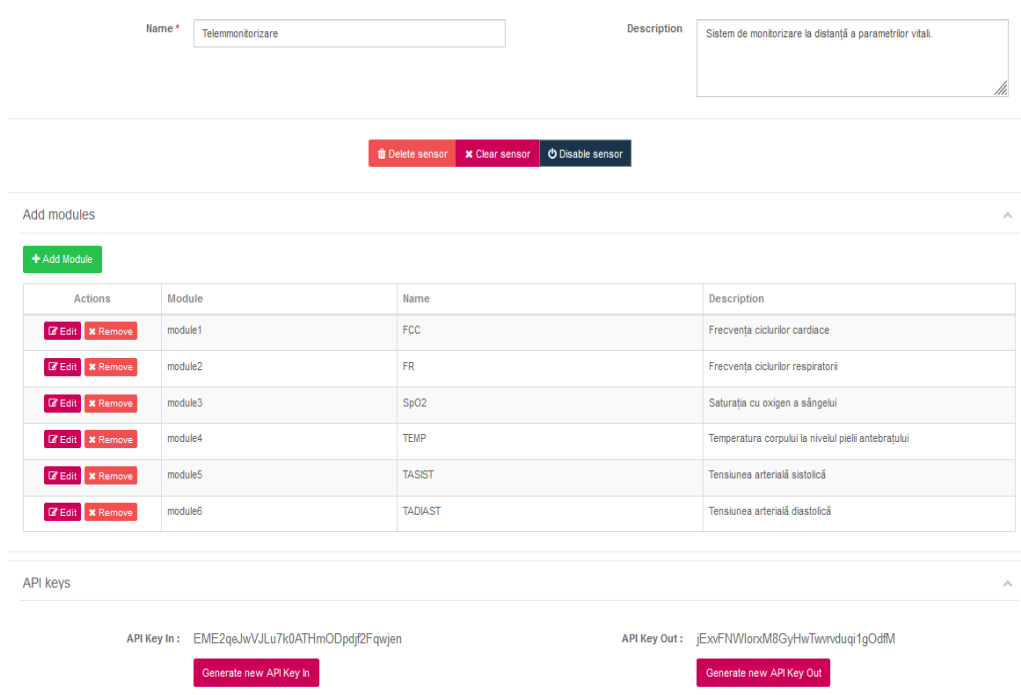 Name * Telemmonitorizare Description Sistem de monitorizare la distanță a parametrilor vitali.
Delete sensor Clear sensor Disable sensor
Add modules
Add Module
Actions Module Name Description
Edit Remove module1 FCC Frecvența ciclurilor cardiace
Edit Remove module2 FR Frecvența ciclurilor respiratorii
Edit Remove module3 SpO2 Saturația cu oxigen a sângelui
Edit Remove module4 TEMP Temperatura corpului la nivelul pielii antebrațului
Edit Remove module5 TASIST Tensiunea arterială sistolică
Edit Remove module6 TADIAST Tensiunea arterială diastolică
API keys
API Key In : EME2qeJwVJLu7k0ATHmODpdjf2Fqwjen API Key Out : jExvFNWlorxM8GyHwTwvrduqi1gOdfM
Generate new API Key In Generate new API Key Out